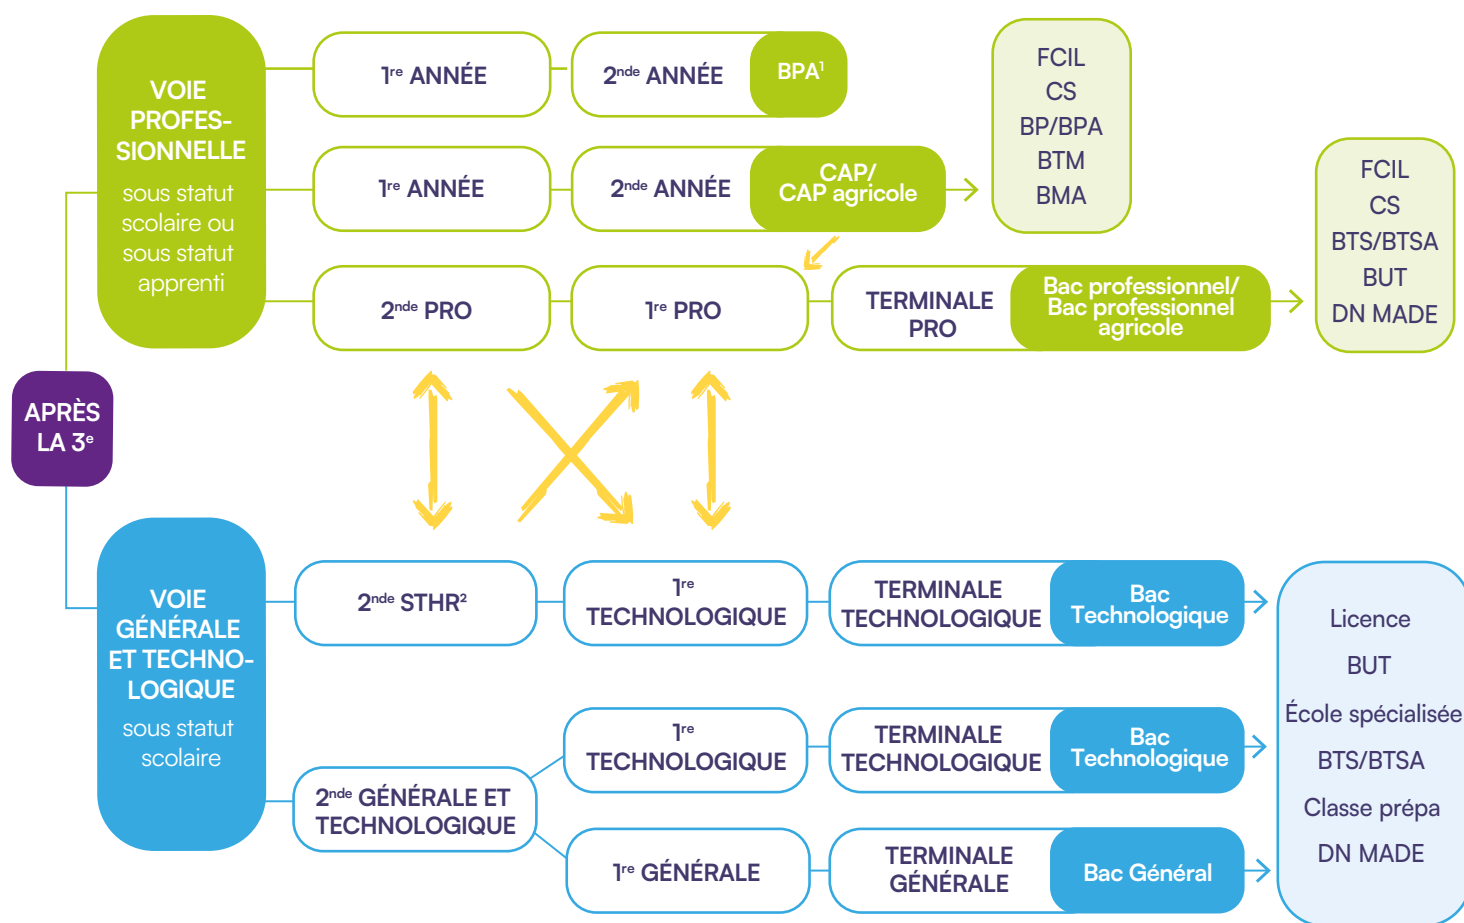 APRÈS
LA 3e
VOIE
PROFES-
SIONNELLE
sous statut
scolaire ou
sous statut
apprenti
1re ANNÉE
2nde ANNÉE
BPA1
1re ANNÉE
2nde ANNÉE
CAP/
CAP agricole
FCIL
CS
BP/BPA
BTM
BMA
2nde PRO
1re PRO
TERMINALE
PRO
Bac professionnel/
Bac professionnel
agricole
FCIL
CS
BTS/BTSA
BUT
DN MADE
VOIE
GÉNÉRALE
ET TECHNO-
LOGIQUE
sous statut
scolaire
2nde STHR2
1re
TECHNOLOGIQUE
TERMINALE
TECHNOLOGIQUE
Bac
Technologique
2nde GÉNÉRALE ET
TECHNOLOGIQUE
1re
TECHNOLOGIQUE
TERMINALE
TECHNOLOGIQUE
Bac
Technologique
1re GÉNÉRALE
TERMINALE
GÉNÉRALE
Bac Général
Licence
BUT
École spécialisée
BTS/BTSA
Classe prépa
DN MADE